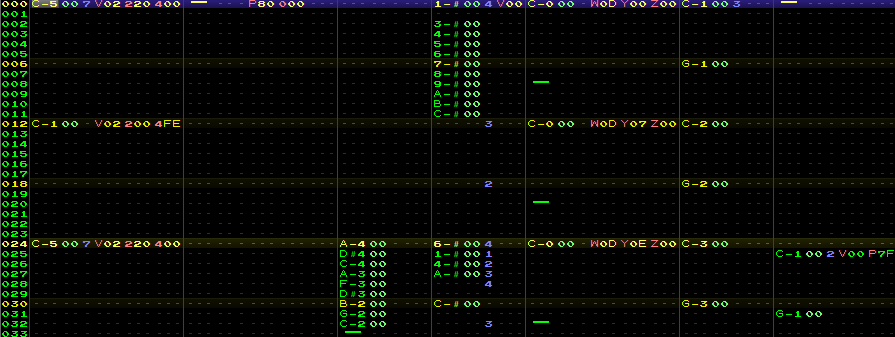 000 C-5 00 7 V02 220 400 P80 000 1-# 00 4 V00 C-0 00 W0D Y00 Z00 C-1 00 3
001
002 3-# 00
003 4-# 00
004 5-# 00
005 6-# 00
006 7-# 00 G-1 00
007 8-# 00
008 9-# 00
009 A-# 00
010 B-# 00
011 C-# 00
012 C-1 00 V02 200 4FE 3 C-0 00 W0D Y07 Z00 C-2 00
013
014
015
016
017
018 2 G-2 00
019
020
021
022
023
024 C-5 00 7 V02 220 400 A-4 00 6-# 00 4 C-0 00 W0D Y0E Z00 C-3 00
025 D#4 00 1-# 00 1 C-1 00 2 V00 P7F
026 C-4 00 4-# 00 2
027 A-3 00 A-# 00 3
028 F-3 00 4
029 D#3 00
030 B-2 00 C-# 00 G-3 00
031 G-2 00 G-1 00
032 C-2 00 3
033